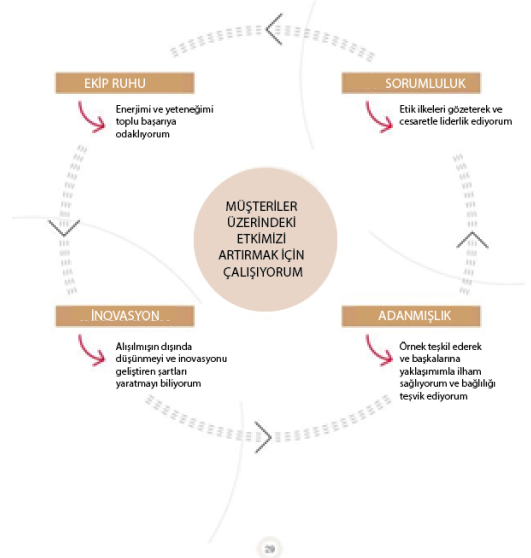 EKİP RUHU
Enerjimi ve yeteneğimi
toplu başarıya
odaklıyorum
SORUMLULUK
Etik ilkeleri gözeterek ve
cesaretle liderlik ediyorum
MÜŞTERİLER
ÜZERİNDEKİ
ETKİMİZİ
ARTIRMAK İÇİN
ÇALIŞIYORUM
İNOVASYON
Alışılmışın dışında
düşünmeyi ve inovasyonu
geliştiren şartları
yaratmayı biliyorum
ADANMIŞLIK
Örnek teşkil ederek
ve başkalarına
yaklaşımımla ilham
sağlıyorum ve bağlılığı
teşvik ediyorum
29